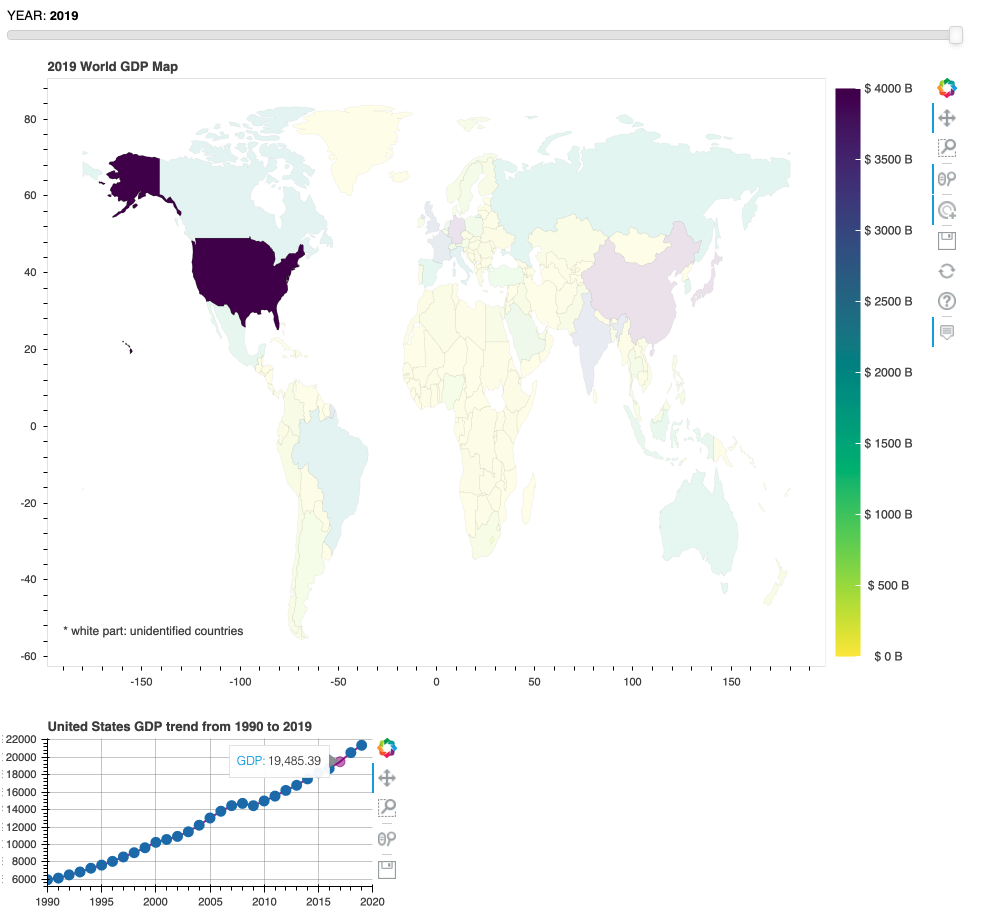 YEAR: 2019
2019 World GDP Map
80
60
40
20
0
-20
-40
-60
-150
-100
-50
0
50
100
150
* white part: unidentified countries
$ 4000 B
$ 3500 B
$ 3000 B
$ 2500 B
$ 2000 B
$ 1500 B
$ 1000 B
$ 500 B
$ 0 B
United States GDP trend from 1990 to 2019
22000
20000
18000
16000
14000
12000
10000
8000
6000
GDP: 19,485.39
1990
1995
2000
2005
2010
2015
2020